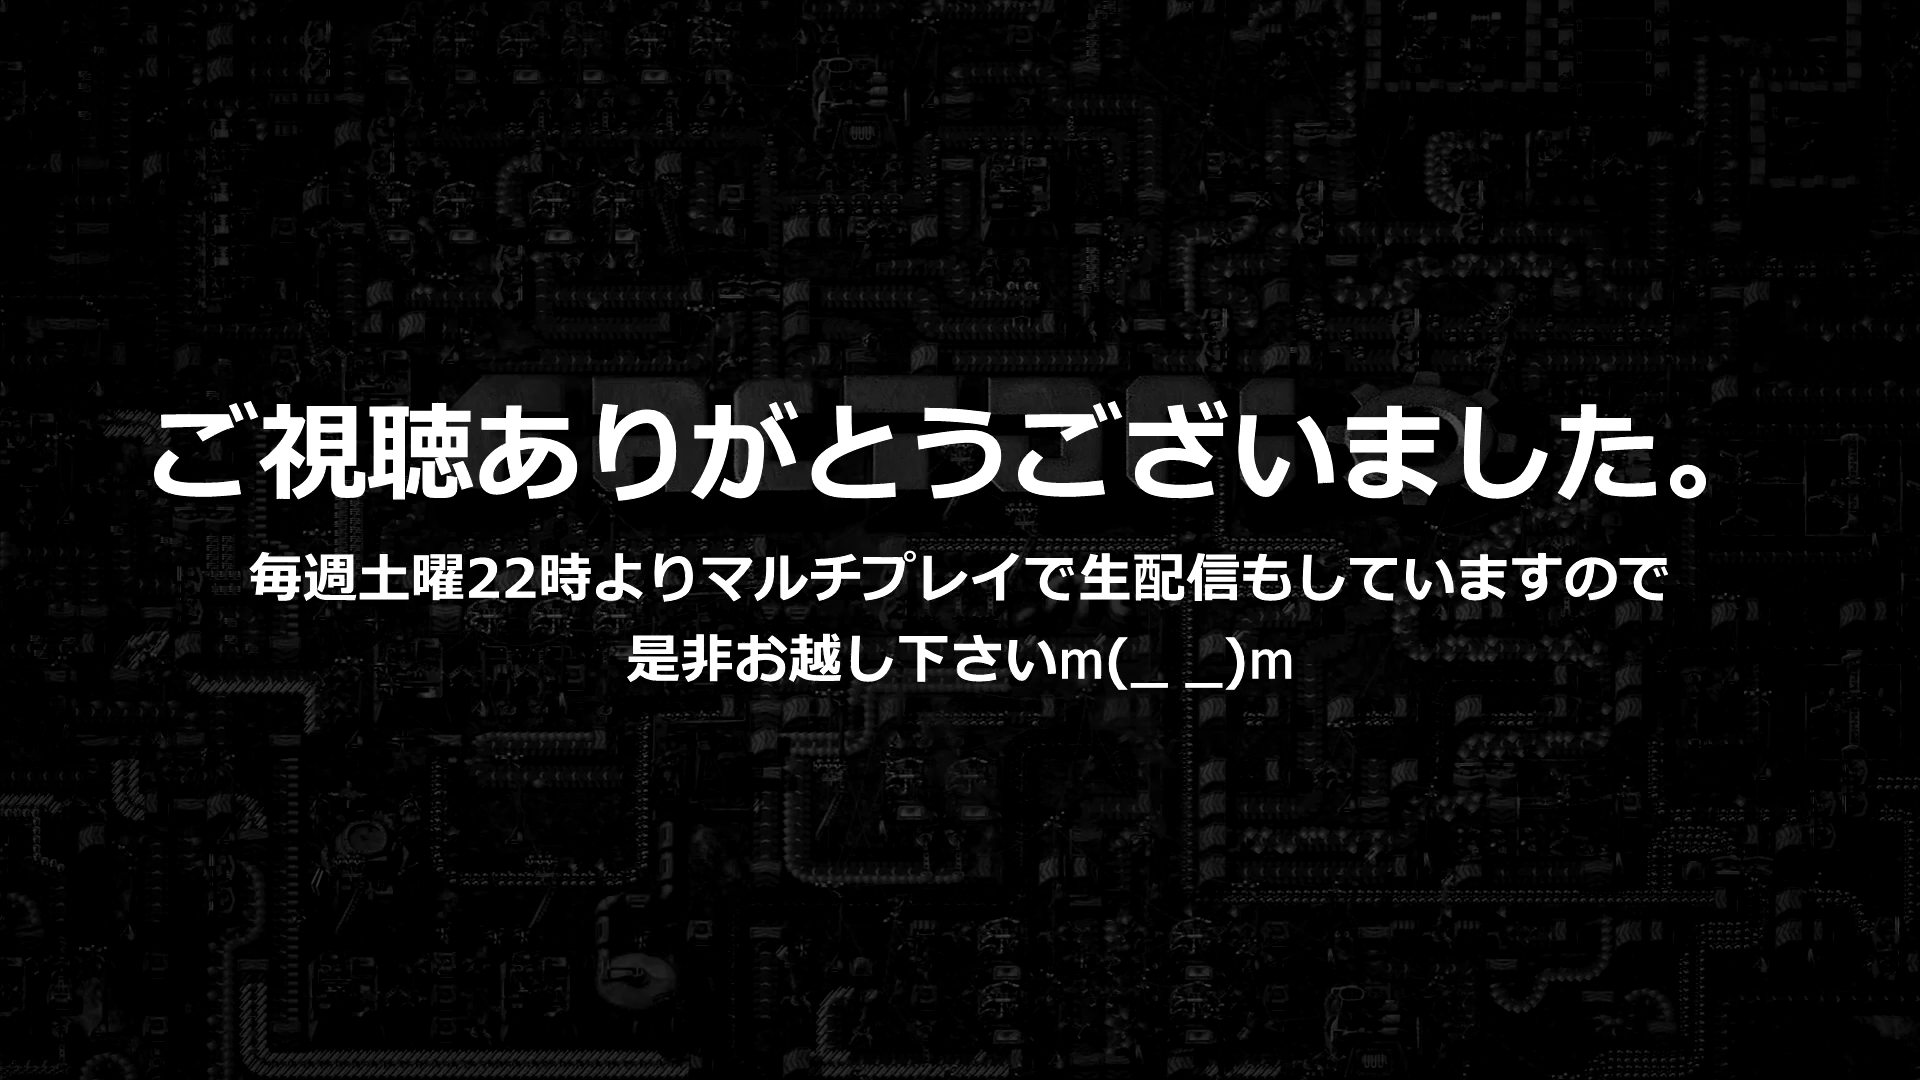 ご視聴ありがとうございました。
毎週土曜22時よりマルチプレイで生配信もしていますので
是非お越し下さいm(_ _)m